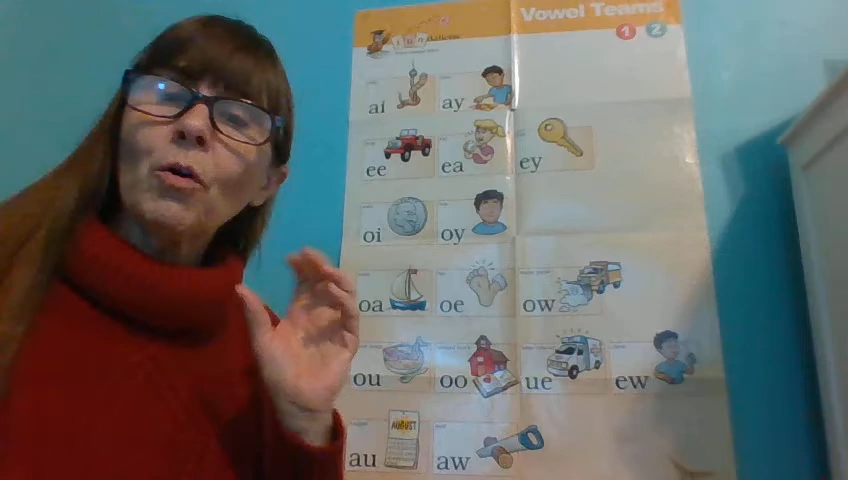 Vowel Teams
1 2
ai ay
ee ea ey
oi oy
oa oe ow
ou oo ue ew
AUGUST
au aw